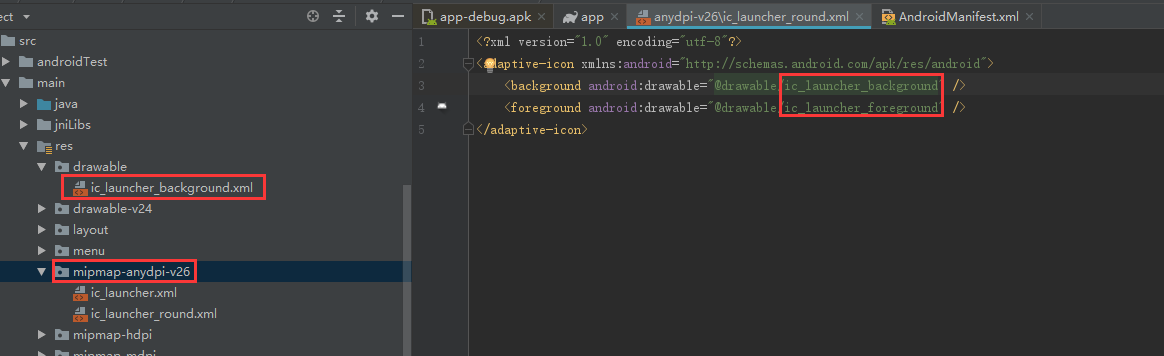 ect
src
androidTest
main
java
jniLibs
res
drawable
ic_launcher_background.xml
drawable-v24
layout
menu
mipmap-anydpi-v26
ic_launcher.xml
ic_launcher_round.xml
mipmap-hdpi
mipmap-mdpi
app-debug.apk × app × anydpi-v26\ic_launcher_round.xml × AndroidManifest.xml ×
1 <?xml version="1.0" encoding="utf-8"?>
2 <adaptive-icon xmlns:android="http://schemas.android.com/apk/res/android">
3 <background android:drawable="@drawable/ic_launcher_background" />
4 <foreground android:drawable="@drawable/ic_launcher_foreground" />
5 </adaptive-icon>